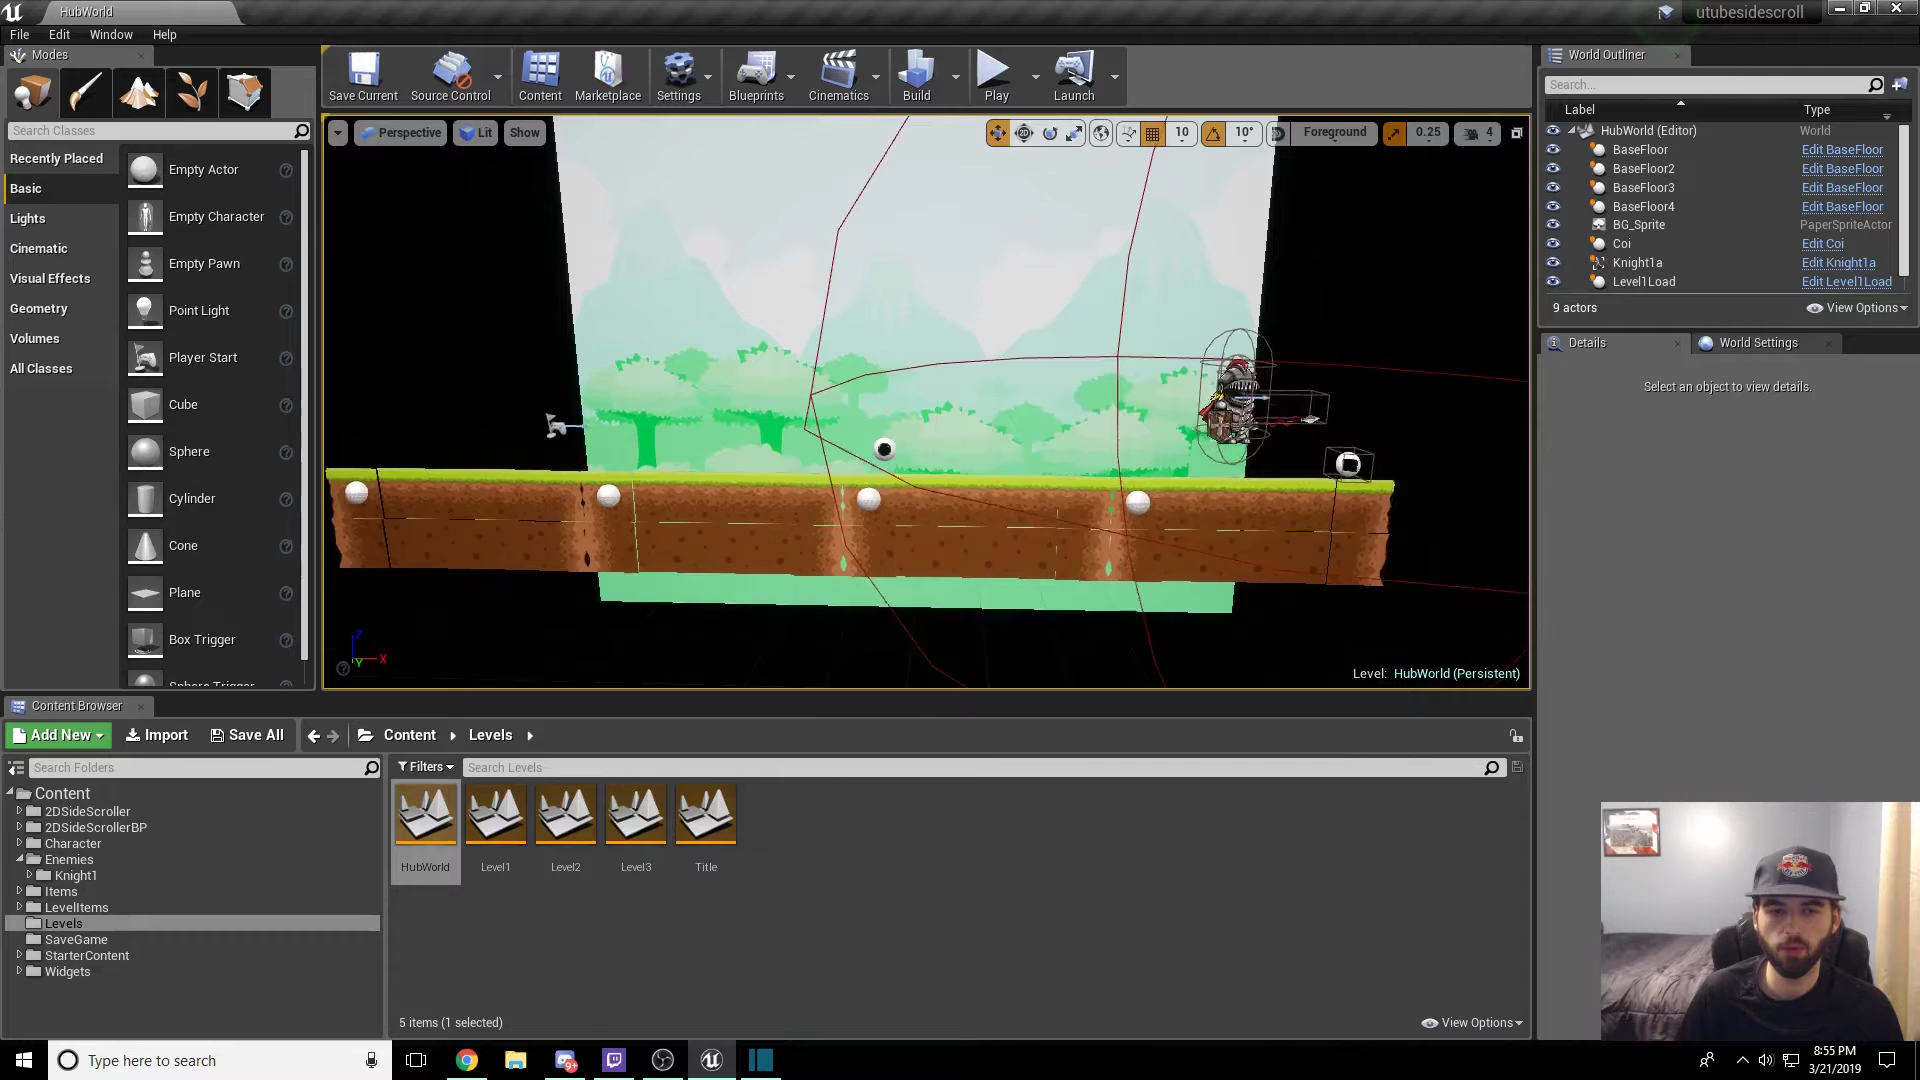 HubWorld
utubesidescroll
File Edit Window Help
Modes
Search Classes
Recently Placed
Basic
Lights
Cinematic
Visual Effects
Geometry
Volumes
All Classes
Empty Actor
Empty Character
Empty Pawn
Point Light
Player Start
Cube
Sphere
Cylinder
Cone
Plane
Box Trigger
Sphere Trigger
Save Current Source Control Content Marketplace Settings Blueprints Cinematics Build Play Launch
Perspective Lit Show
10 10° Foreground 0.25 4
Z
X
Y
Level: HubWorld (Persistent)
World Outliner
Search...
Label Type
HubWorld (Editor) World
BaseFloor Edit BaseFloor
BaseFloor2 Edit BaseFloor
BaseFloor3 Edit BaseFloor
BaseFloor4 Edit BaseFloor
BG_Sprite PaperSpriteActor
Coi Edit Coi
Knight1a Edit Knight1a
Level1Load Edit Level1Load
9 actors View Options
Details World Settings
Select an object to view details.
Content Browser
Add New Import Save All Content Levels
Search Folders
Filters Search Levels
Content
2DSideScroller
2DSideScrollerBP
Character
Enemies
Knight1
Items
LevelItems
Levels
SaveGame
StarterContent
Widgets
HubWorld Level1 Level2 Level3 Title
5 items (1 selected) View Options
Type here to search
9+
8:55 PM
3/21/2019